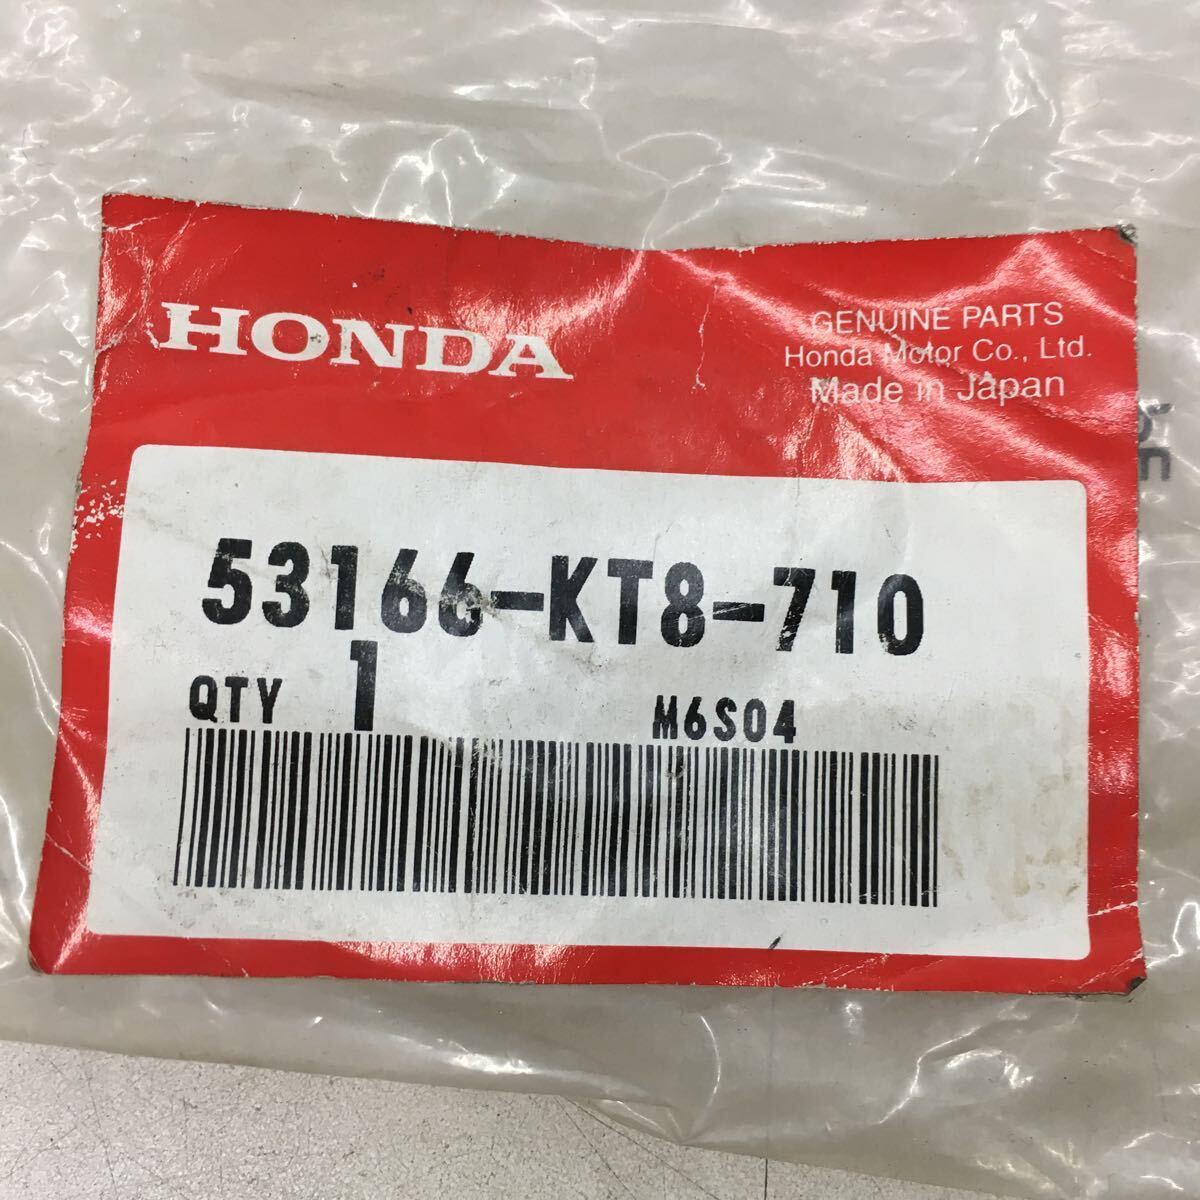 HONDA
GENUINE PARTS
Honda Motor Co., Ltd.
Made in Japan
53166-KT8-710
QTY 1 M6S04